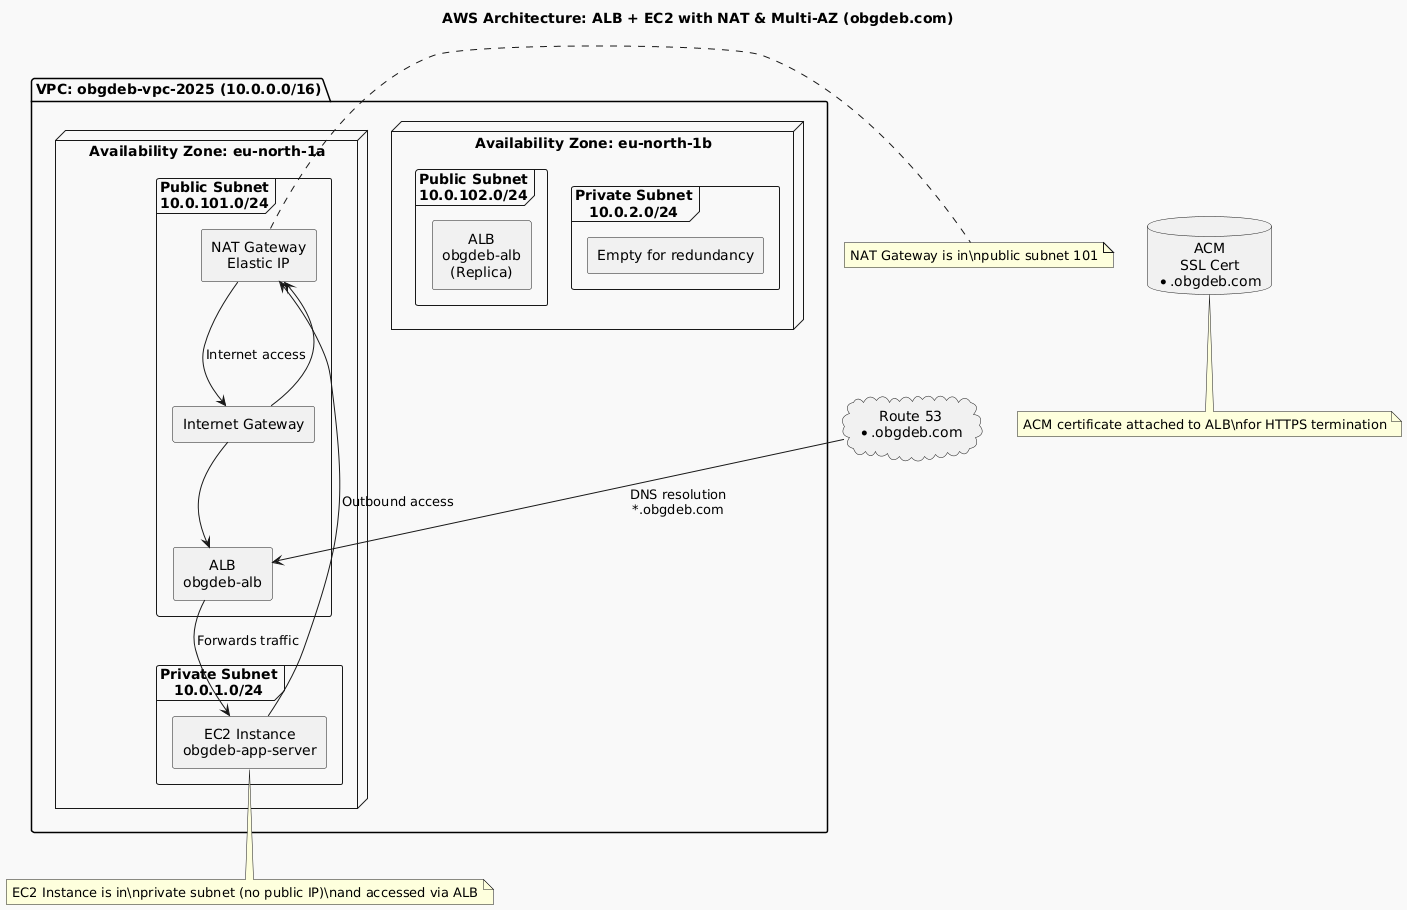 AWS Architecture: ALB + EC2 with NAT & Multi-AZ (obgdeb.com)
VPC: obgdeb-vpc-2025 (10.0.0.0/16)
Availability Zone: eu-north-1a
Public Subnet
10.0.101.0/24
NAT Gateway
Elastic IP
Internet access
Internet Gateway
Outbound access
ALB
obgdeb-alb
Forwards traffic
Private Subnet
10.0.1.0/24
EC2 Instance
obgdeb-app-server
Availability Zone: eu-north-1b
Public Subnet
10.0.102.0/24
ALB
obgdeb-alb
(Replica)
Private Subnet
10.0.2.0/24
Empty for redundancy
NAT Gateway is in\npublic subnet 101
ACM
SSL Cert
•.obgdeb.com
Route 53
•.obgdeb.com
ACM certificate attached to ALB\nfor HTTPS termination
DNS resolution
*.obgdeb.com
EC2 Instance is in\nprivate subnet (no public IP)\nand accessed via ALB